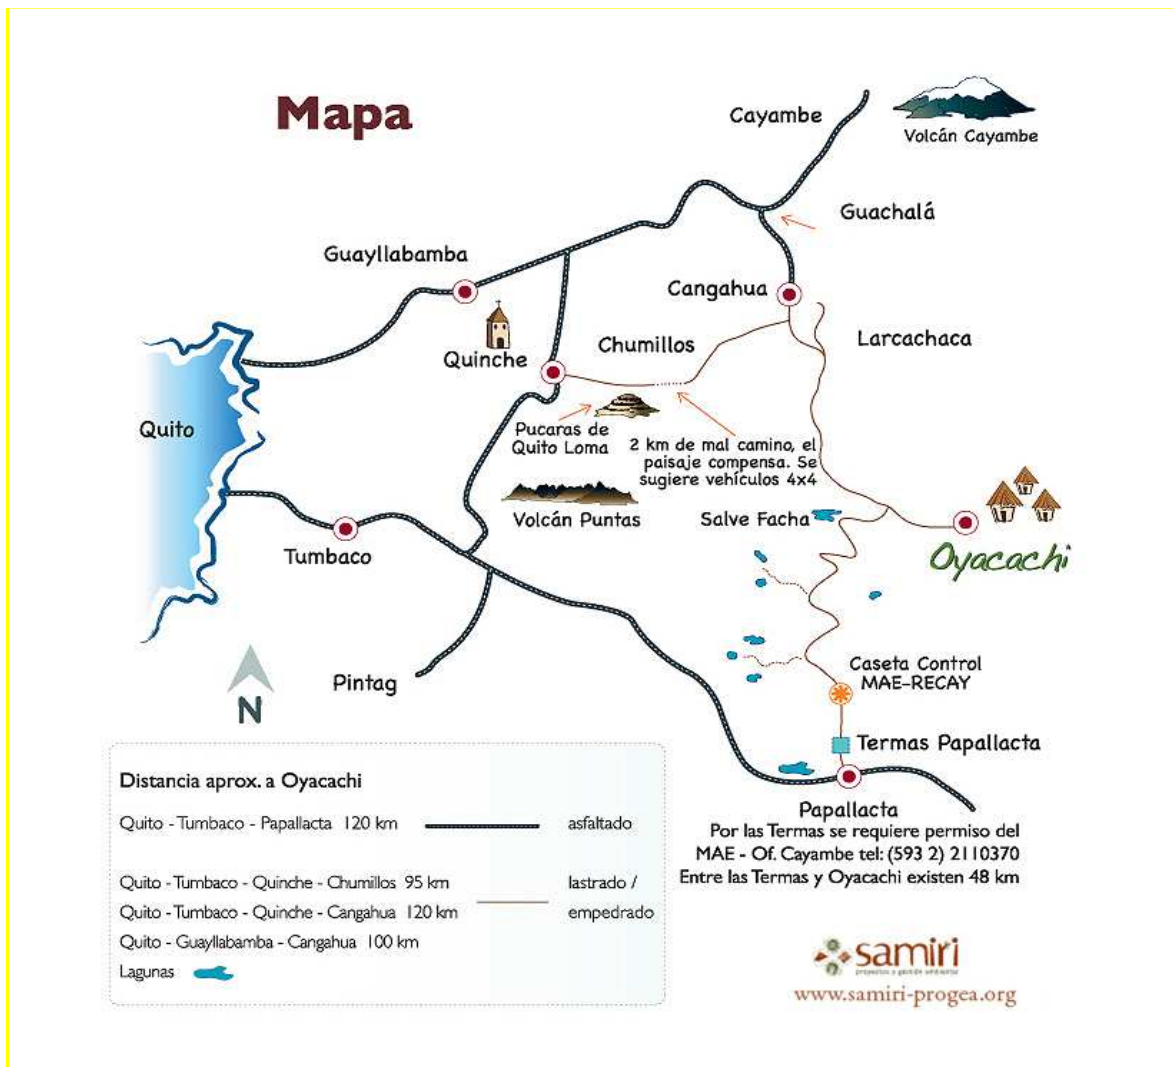 Mapa
Cayambe
Volcán Cayambe
Guachalá
Guayllabamba
Cangahua
Larcachaca
Chumillos
Quinche
Quito
Pucaras de
Quito Loma
2 km de mal camino, el
paisaje compensa. Se
sugiere vehículos 4x4
Volcán Puntas
Salve Facha
Tumbaco
Oyacachi
Pintag
N
Caseta Control
MAE-RECAY
Termas Papallacta
Papallacta
Por las Termas se requiere permiso del
MAE - Of. Cayambe tel: (593 2) 2110370
Entre las Termas y Oyacachi existen 48 km
Distancia aprox. a Oyacachi
Quito - Tumbaco - Papallacta 120 km asfaltado
Quito - Tumbaco - Quinche - Chumillos 95 km lastrado /
Quito - Tumbaco - Quinche - Cangahua 120 km empedrado
Quito - Guayllabamba - Cangahua 100 km
Lagunas
samiri
proyectos y gestión ambiental
www.samiri-progea.org